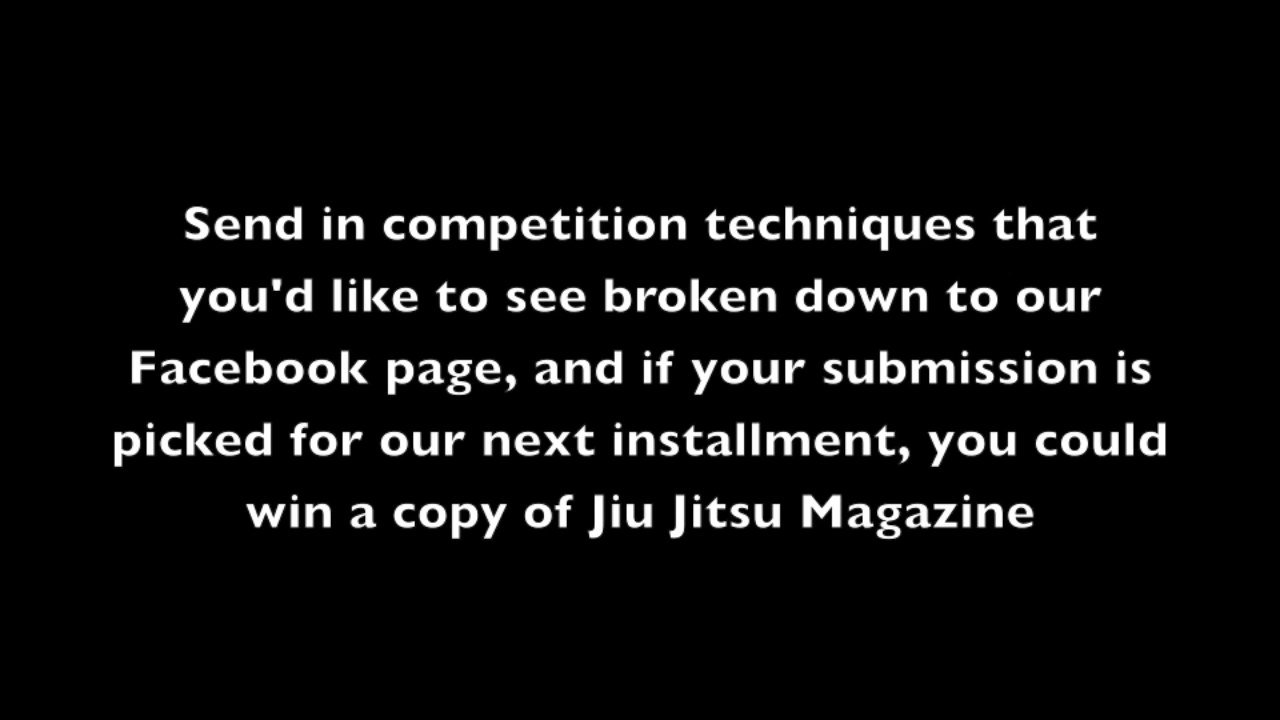 Send in competition techniques that
you'd like to see broken down to our
Facebook page, and if your submission is
picked for our next installment, you could
win a copy of Jiu Jitsu Magazine